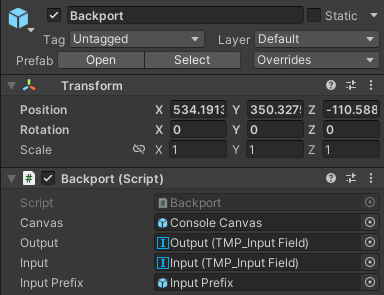 Backport Static
Tag Untagged Layer Default
Prefab Open Select Overrides
Transform
Position X 534.1913 Y 350.3275 Z -110.588
Rotation X 0 Y 0 Z 0
Scale X 1 Y 1 Z 1
# Backport (Script)
Script # Backport
Canvas Console Canvas
Output Output (TMP_Input Field)
Input Input (TMP_Input Field)
Input Prefix Input Prefix